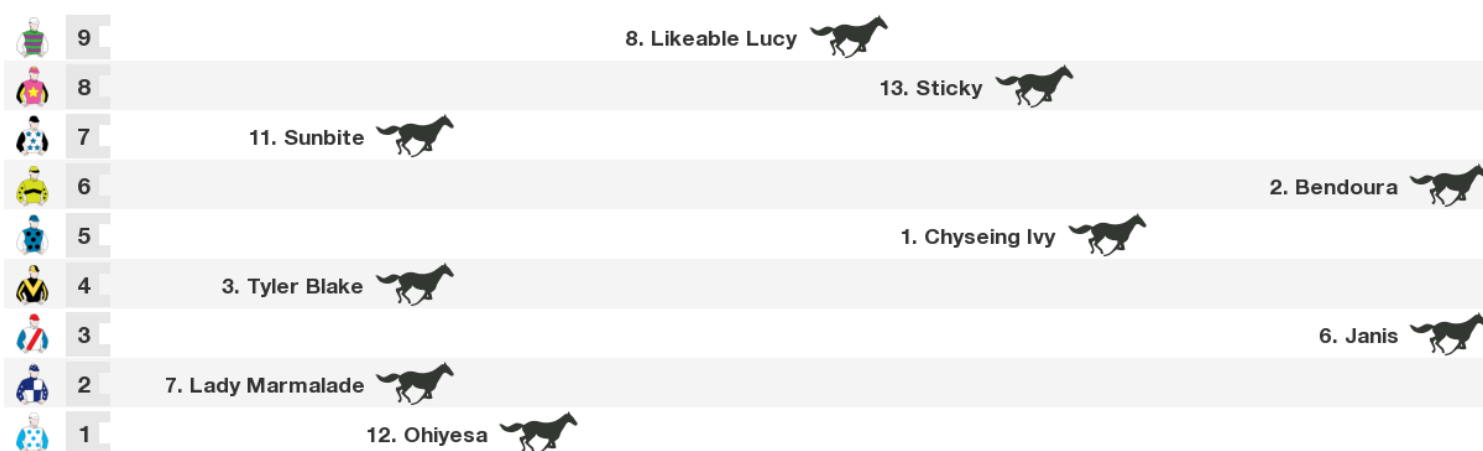 9 8. Likeable Lucy
8 13. Sticky
7 11. Sunbite
6 2. Bendoura
5 1. Chyseing Ivy
4 3. Tyler Blake
3 6. Janis
2 7. Lady Marmalade
1 12. Ohiyesa